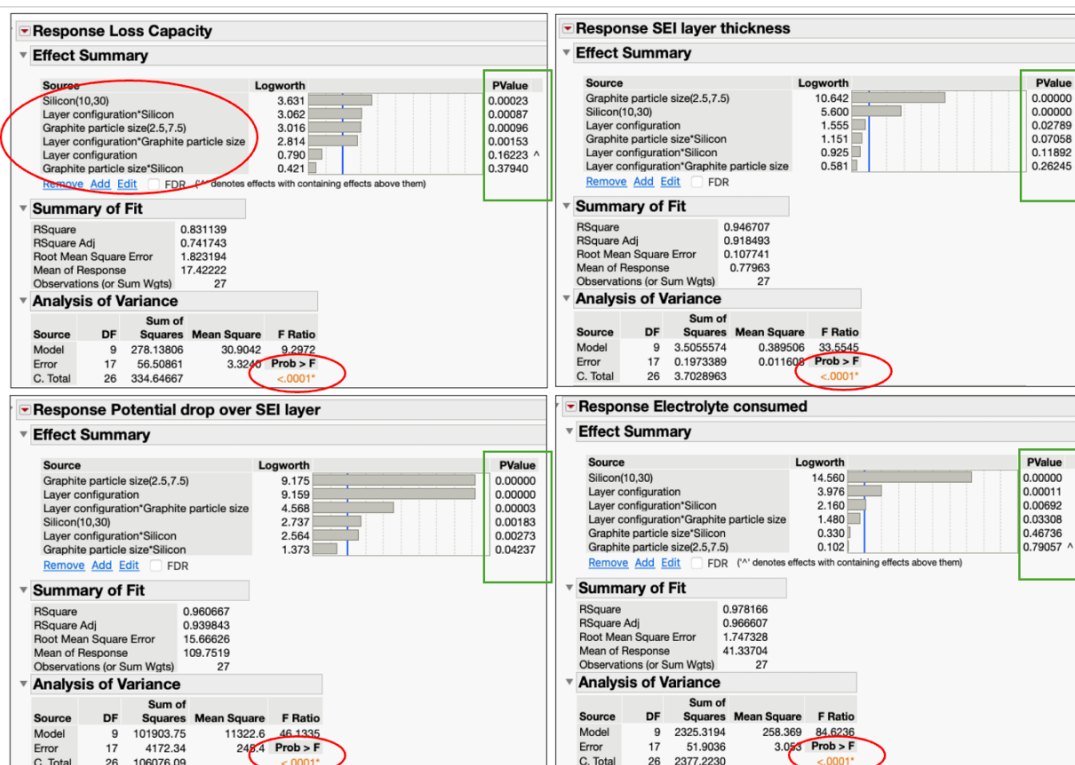 Response Loss Capacity
Effect Summary
Source Logworth PValue
Silicon(10,30) 3.631 0.00023
Layer configuration*Silicon 3.062 0.00087
Graphite particle size(2.5,7.5) 3.016 0.00096
Layer configuration*Graphite particle size 2.814 0.00153
Layer configuration 0.790 0.16223 ^
Graphite particle size*Silicon 0.421 0.37940
Remove Add Edit FDR ('^' denotes effects with containing effects above them)
Summary of Fit
RSquare 0.831139
RSquare Adj 0.741743
Root Mean Square Error 1.823194
Mean of Response 17.42222
Observations (or Sum Wgts) 27
Analysis of Variance
Sum of
Source DF Squares Mean Square F Ratio
Model 9 278.13806 30.9042 9.2972
Error 17 56.50861 3.3240 Prob > F
C. Total 26 334.64667 <.0001*
Response SEI layer thickness
Effect Summary
Source Logworth PValue
Graphite particle size(2.5,7.5) 10.642 0.00000
Silicon(10,30) 5.600 0.00000
Layer configuration 1.555 0.02789
Graphite particle size*Silicon 1.151 0.07058
Layer configuration*Silicon 0.925 0.11892
Layer configuration*Graphite particle size 0.581 0.26245
Remove Add Edit FDR
Summary of Fit
RSquare 0.946707
RSquare Adj 0.918493
Root Mean Square Error 0.107741
Mean of Response 0.77963
Observations (or Sum Wgts) 27
Analysis of Variance
Sum of
Source DF Squares Mean Square F Ratio
Model 9 3.5055574 0.389506 33.5545
Error 17 0.1973389 0.011608 Prob > F
C. Total 26 3.7028963 <.0001*
Response Potential drop over SEI layer
Effect Summary
Source Logworth PValue
Graphite particle size(2.5,7.5) 9.175 0.00000
Layer configuration 9.159 0.00000
Layer configuration*Graphite particle size 4.568 0.00003
Silicon(10,30) 2.737 0.00183
Layer configuration*Silicon 2.564 0.00273
Graphite particle size*Silicon 1.373 0.04237
Remove Add Edit FDR
Summary of Fit
RSquare 0.960667
RSquare Adj 0.939843
Root Mean Square Error 15.66626
Mean of Response 109.7519
Observations (or Sum Wgts) 27
Analysis of Variance
Sum of
Source DF Squares Mean Square F Ratio
Model 9 101903.75 11322.6 46.1335
Error 17 4172.34 Prob > F
C. Total 26 106076.09 <.0001*
Response Electrolyte consumed
Effect Summary
Source Logworth PValue
Silicon(10,30) 14.560 0.00000
Layer configuration 3.976 0.00011
Layer configuration*Silicon 2.160 0.00692
Layer configuration*Graphite particle size 1.480 0.03308
Graphite particle size*Silicon 0.330 0.46736
Graphite particle size(2.5,7.5) 0.102 0.79057 ^
Remove Add Edit FDR ('^' denotes effects with containing effects above them)
Summary of Fit
RSquare 0.978166
RSquare Adj 0.966607
Root Mean Square Error 1.747328
Mean of Response 41.33704
Observations (or Sum Wgts) 27
Analysis of Variance
Sum of
Source DF Squares Mean Square F Ratio
Model 9 2325.3194 258.369 84.6236
Error 17 51.9036 3.053 Prob > F
C. Total 26 2377.2230 <.0001*